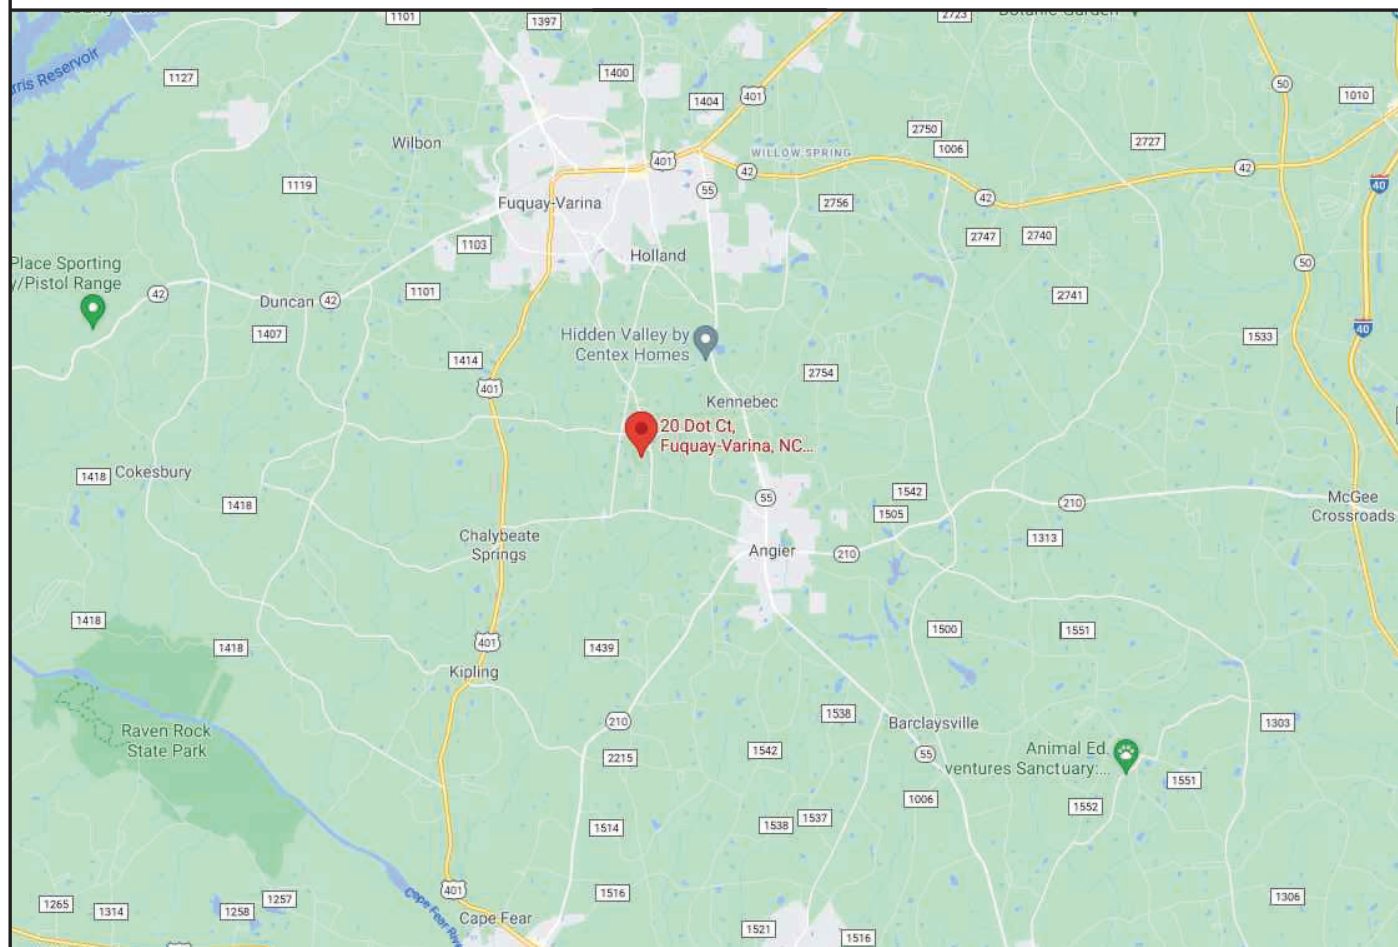 1101
1397
2723
1127
1400
1404
401
50
1010
Wilbon
2750
1006
2727
401
WILLOW SPRING
42
42
1119
40
55
42
Fuquay-Varina
2756
1103
2747
2740
Holland
50
Place Sporting
y/Pistol Range
42
Duncan
42
1101
2741
1407
Hidden Valley by
Centex Homes
40
1533
1414
2754
401
Kennebec
20 Dot Ct,
Fuquay-Varina, NC...
1418
Cokesbury
1418
55
1542
1505
210
McGee
Crossroads
Chalybeate
Springs
Angier
210
1313
1418
1418
401
1439
1500
1551
Kipling
Raven Rock
State Park
210
1538
Barclaysville
1303
2215
1542
55
Animal Ed.
ventures Sanctuary:...
1551
1006
1552
1514
1538
1537
401
1516
1265
1314
1258
1257
Cape Fear
1306
1521
1516